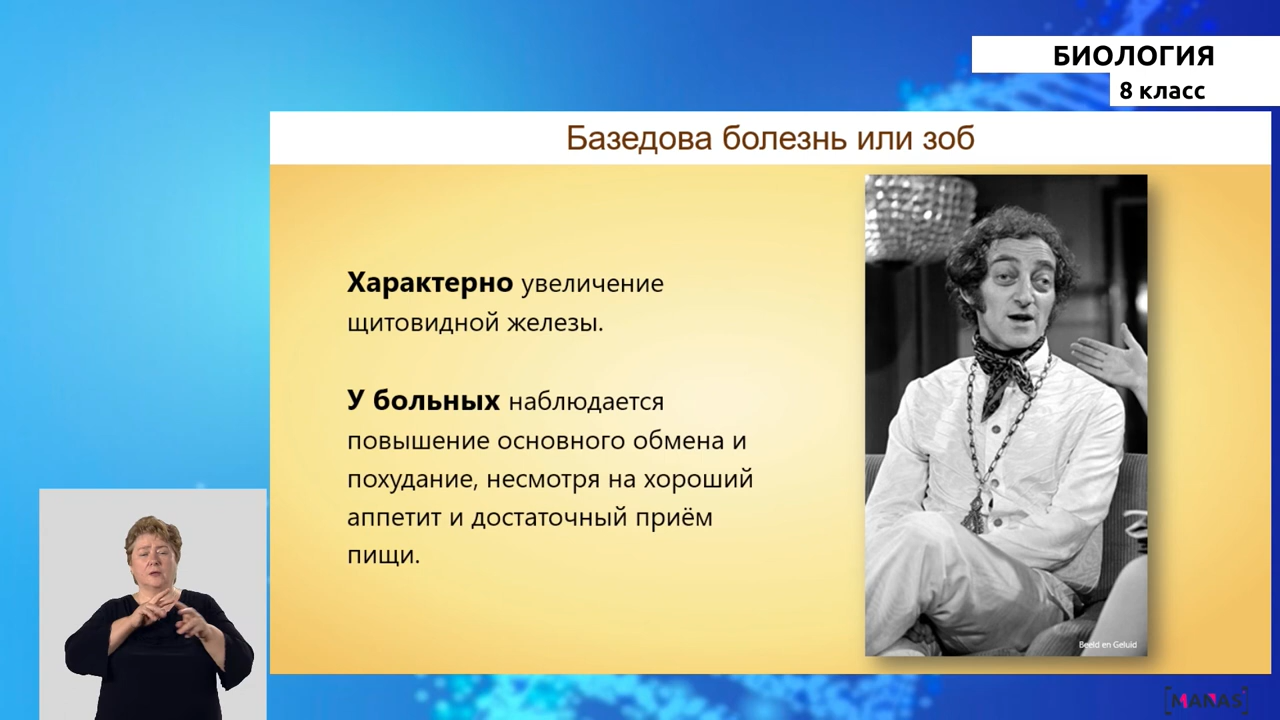 БИОЛОГИЯ
8 класс
Базедова болезнь или зоб
Характерно увеличение
щитовидной железы.
У больных наблюдается
повышение основного обмена и
похудание, несмотря на хороший
аппетит и достаточный приём
пищи.
Beeld en Geluid
MANAS